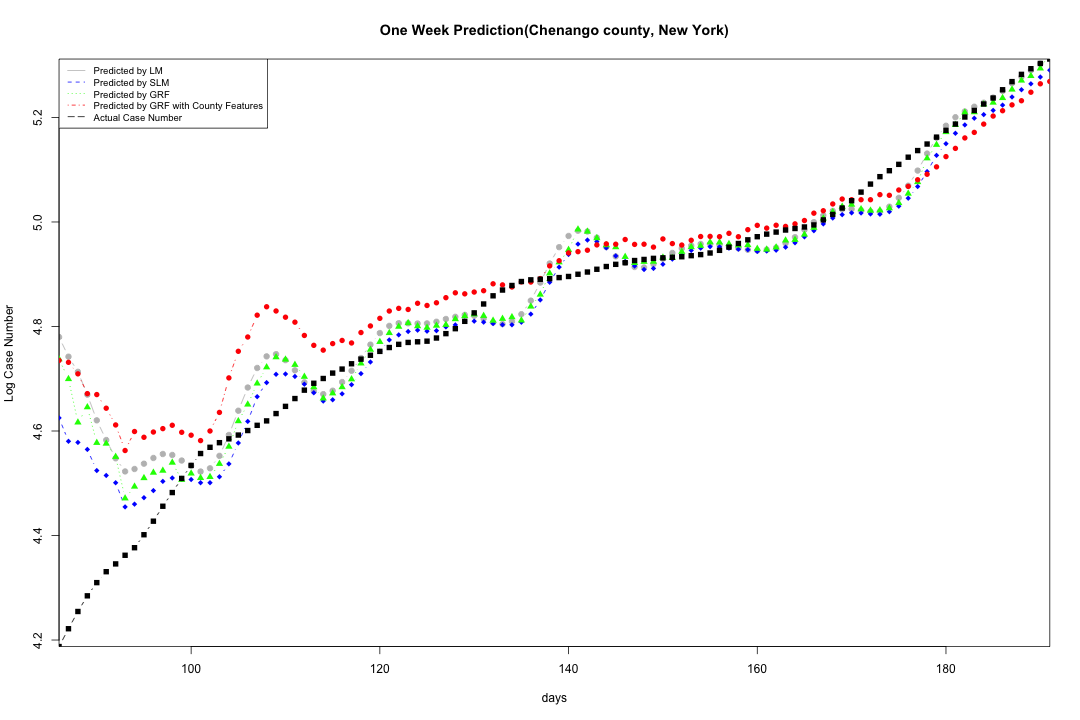 One Week Prediction(Chenango county, New York)
Predicted by LM
Predicted by SLM
Predicted by GRF
Predicted by GRF with County Features
Actual Case Number
Log Case Number
5.2
5.0
4.8
4.6
4.4
4.2
100 120 140 160 180
days